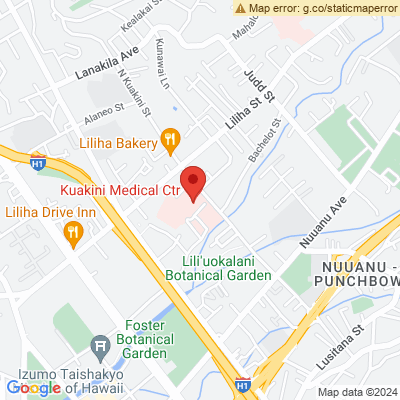 Map error: g.co/staticmaperror
Kealakai St
Kunawai Ln
Lanakila Ave
N Kuakini St
Judd St
Alaneo St
Liliha St
Liliha Bakery
Bachelot St
H1
Kuakini Medical Ctr
Liliha Drive Inn
Nuuanu Ave
Lili'uokalani
Botanical Garden
NUUANU -
PUNCHBOW
Foster
Botanical
Garden
Lusitana St
Izumo Taishakyo
of Hawaii
H1
Google
Map data ©2024